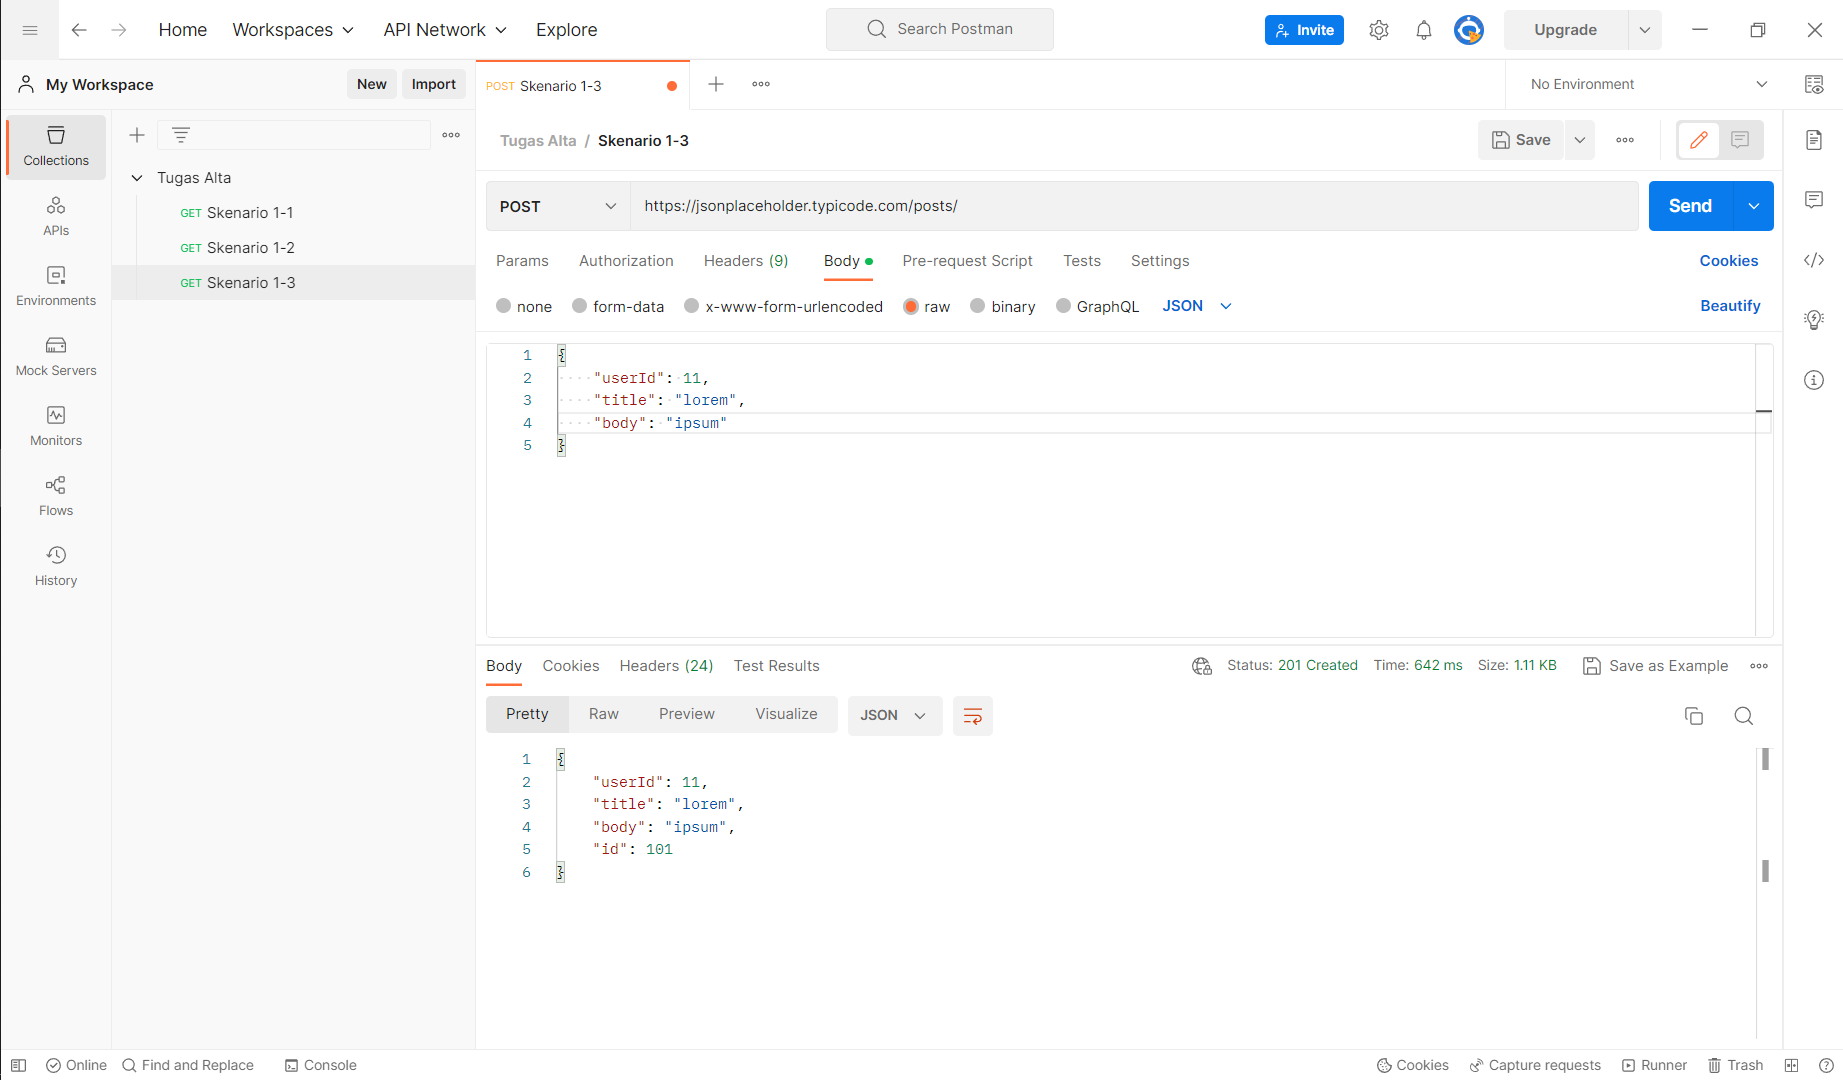 Home Workspaces API Network Explore Search Postman Invite Upgrade
My Workspace New Import POST Skenario 1-3 No Environment
Collections
APIs
Environments
Mock Servers
Monitors
Flows
History
Tugas Alta
GET Skenario 1-1
GET Skenario 1-2
GET Skenario 1-3
Tugas Alta / Skenario 1-3 Save
POST https://jsonplaceholder.typicode.com/posts/ Send
Params Authorization Headers (9) Body Pre-request Script Tests Settings Cookies
none form-data x-www-form-urlencoded raw binary GraphQL JSON Beautify
1 {
2 "userId": 11,
3 "title": "lorem",
4 "body": "ipsum"
5 }
Body Cookies Headers (24) Test Results Status: 201 Created Time: 642 ms Size: 1.11 KB Save as Example
Pretty Raw Preview Visualize JSON
1 {
2 "userId": 11,
3 "title": "lorem",
4 "body": "ipsum",
5 "id": 101
6 }
Online Find and Replace Console Cookies Capture requests Runner Trash